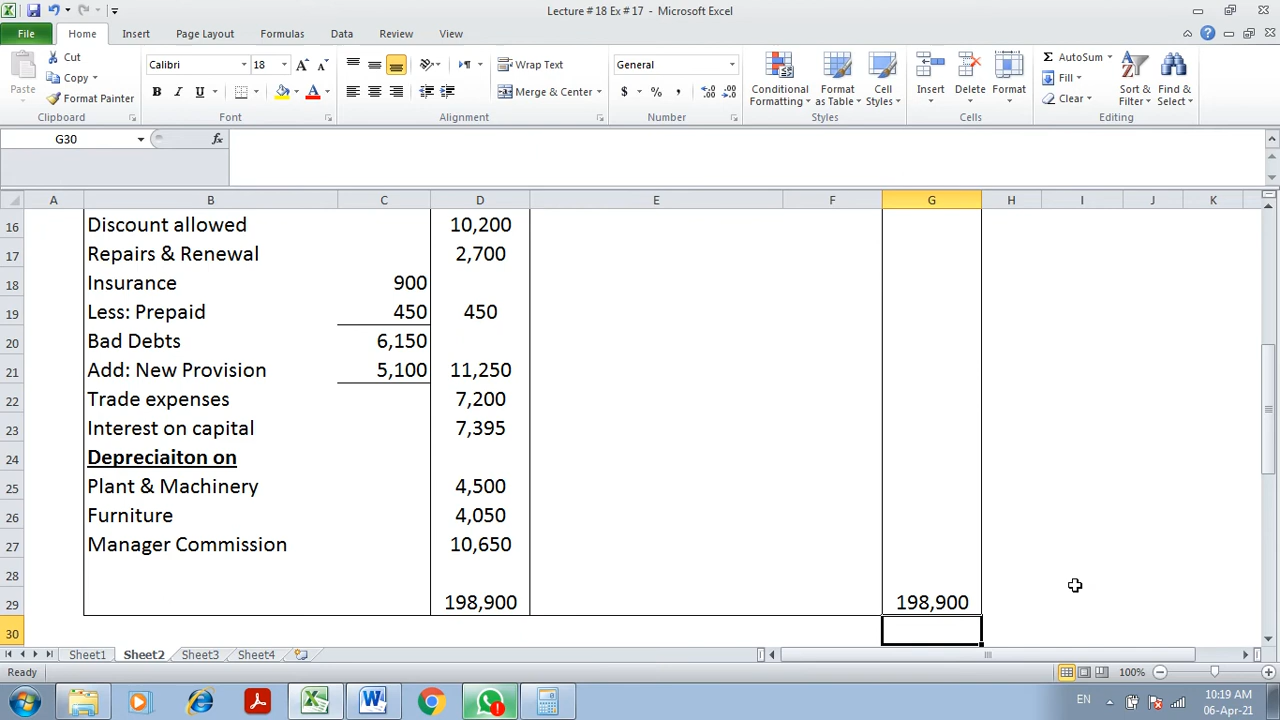 Lecture # 18 Ex # 17 - Microsoft Excel
File Home Insert Page Layout Formulas Data Review View
Paste
Cut
Copy
Format Painter
Clipboard
Calibri 18
B I U
Font
Wrap Text
Merge & Center
Alignment
General
$ % ,
Number
Conditional Formatting
Format as Table
Cell Styles
Styles
Insert
Delete
Format
Cells
AutoSum
Fill
Clear
Sort & Filter
Find & Select
Editing
G30 fx
A B C D E F G H I J K
16 Discount allowed 10,200
17 Repairs & Renewal 2,700
18 Insurance 900
19 Less: Prepaid 450 450
20 Bad Debts 6,150
21 Add: New Provision 5,100 11,250
22 Trade expenses 7,200
23 Interest on capital 7,395
24 Depreciaiton on
25 Plant & Machinery 4,500
26 Furniture 4,050
27 Manager Commission 10,650
28
29 198,900 198,900
30
Sheet1 Sheet2 Sheet3 Sheet4
Ready 100%
EN 10:19 AM
06-Apr-21